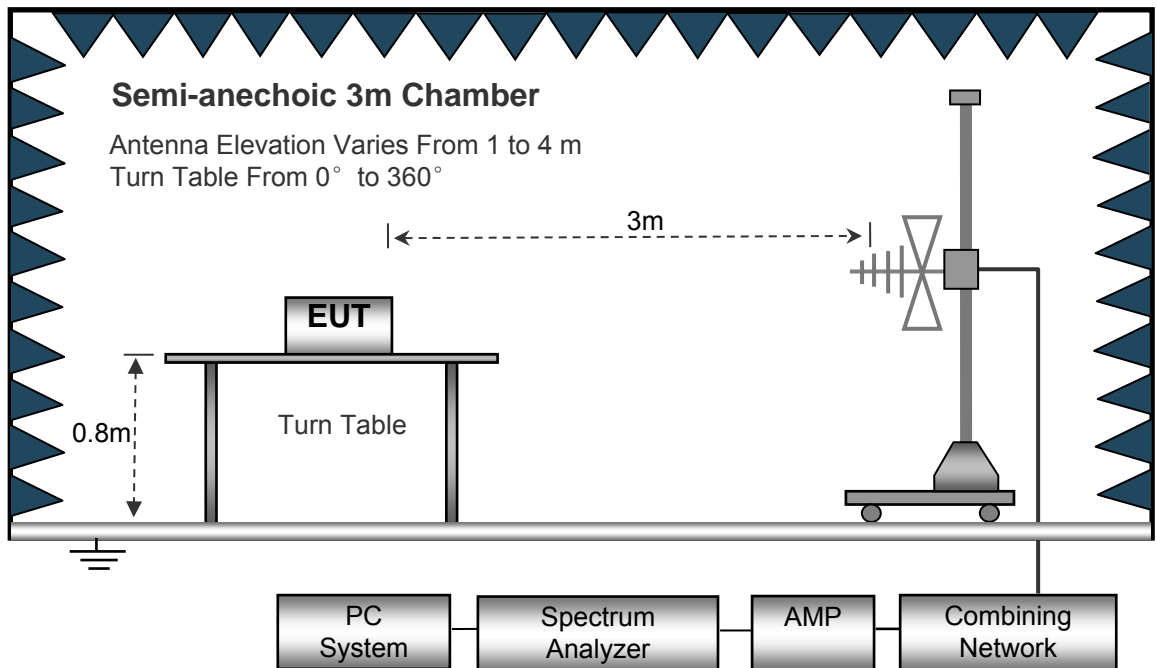 Semi-anechoic 3m Chamber
Antenna Elevation Varies From 1 to 4 m
Turn Table From 0° to 360°
3m
EUT
0.8m
Turn Table
PC
System
Spectrum
Analyzer
AMP
Combining
Network